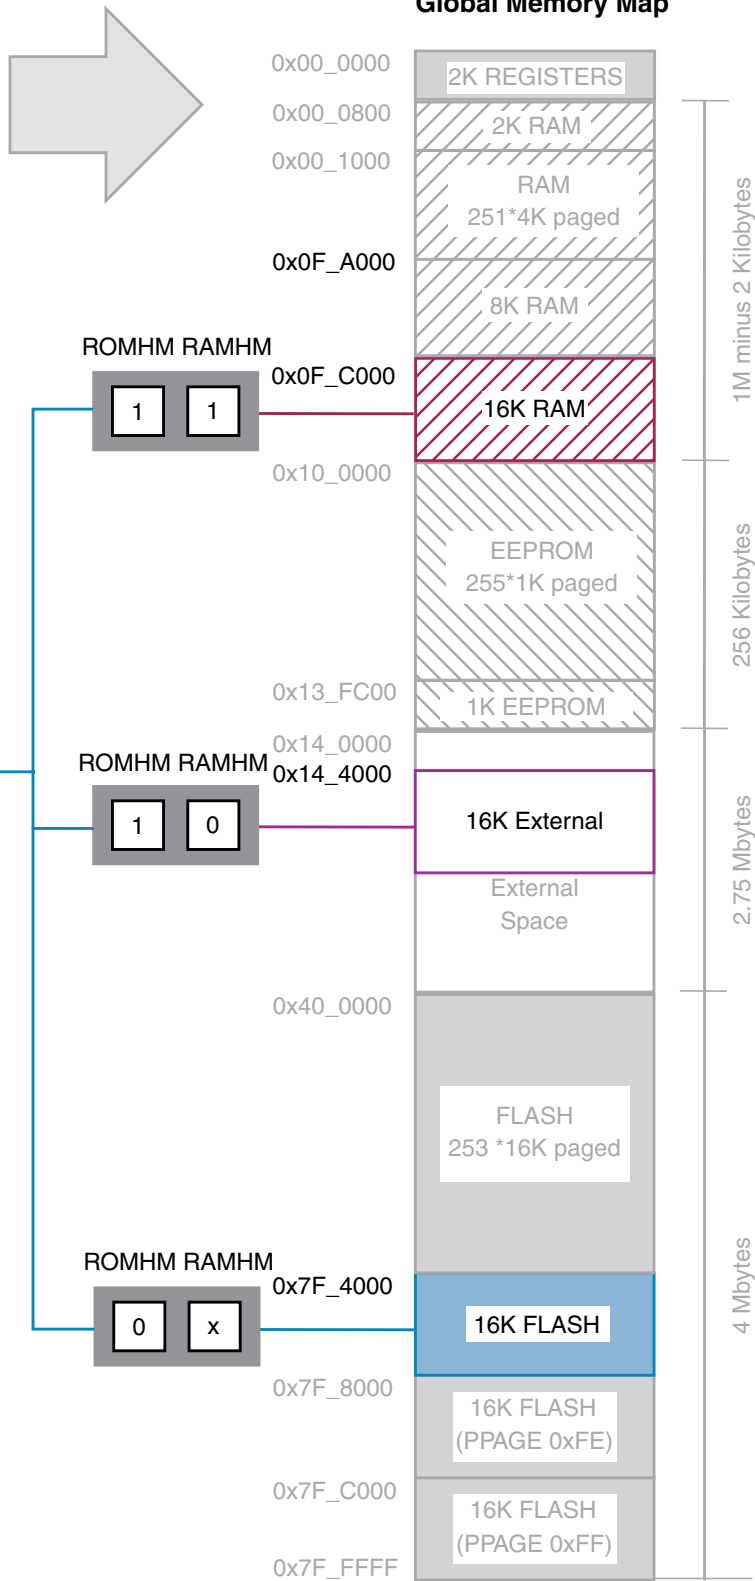 Global Memory Map
0x00_0000
2K REGISTERS
0x00_0800
2K RAM
0x00_1000
RAM
251*4K paged
0x0F_A000
8K RAM
ROMHM RAMHM
1 1
0x0F_C000
16K RAM
1M minus 2 Kilobytes
0x10_0000
EEPROM
255*1K paged
256 Kilobytes
0x13_FC00
1K EEPROM
0x14_0000
ROMHM RAMHM
1 0
0x14_4000
16K External
External
Space
2.75 Mbytes
0x40_0000
FLASH
253 *16K paged
ROMHM RAMHM
0 x
0x7F_4000
16K FLASH
4 Mbytes
0x7F_8000
16K FLASH
(PPAGE 0xFE)
0x7F_C000
16K FLASH
(PPAGE 0xFF)
0x7F_FFFF